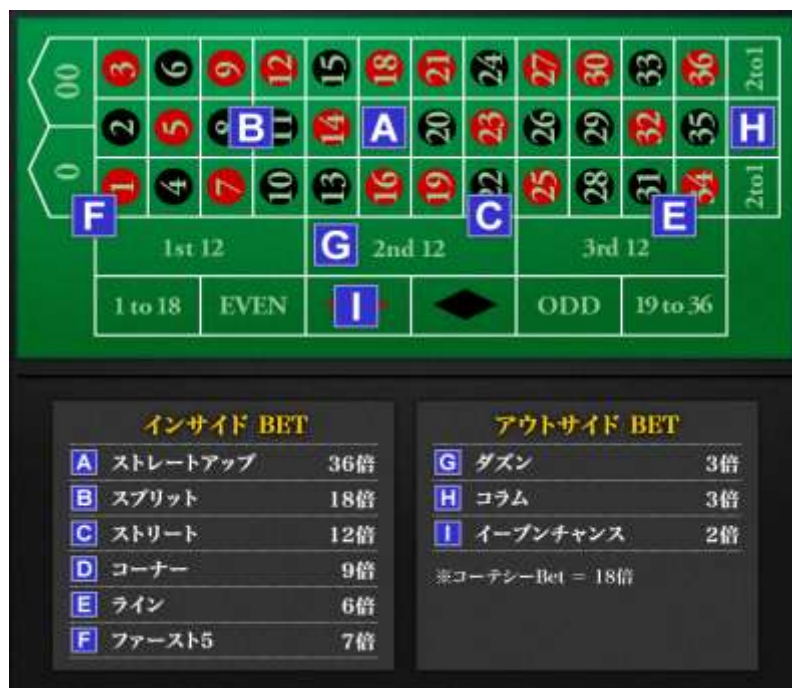 00 3 6 9 12 15 18 21 24 27 30 33 36 2to1
2 5 8 B 11 14 A 20 23 26 29 32 35 H
0 1 4 7 10 13 16 19 22 25 28 31 34 2to1
F C E
1st 12 G 2nd 12 3rd 12
1 to 18 EVEN I ODD 19 to 36
インサイド BET
A ストレートアップ 36倍
B スプリット 18倍
C ストリート 12倍
D コーナー 9倍
E ライン 6倍
F ファースト5 7倍
アウトサイド BET
G ダズン 3倍
H コラム 3倍
I イーブンチャンス 2倍
※コーテシーBet = 18倍